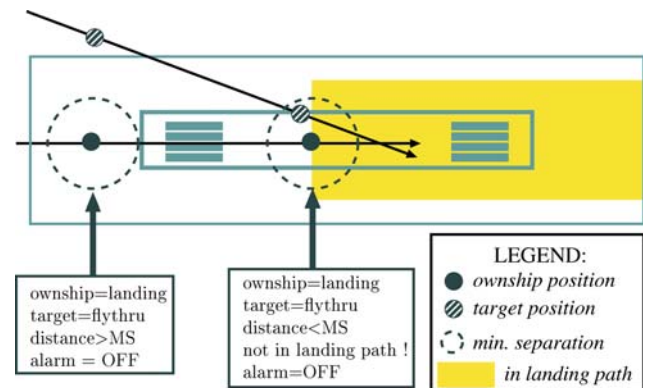 ownship=landing
target=flythru
distance>MS
alarm = OFF
ownship=landing
target=flythru
distance<MS
not in landing path !
alarm=OFF
LEGEND:
ownship position
target position
min. separation
in landing path